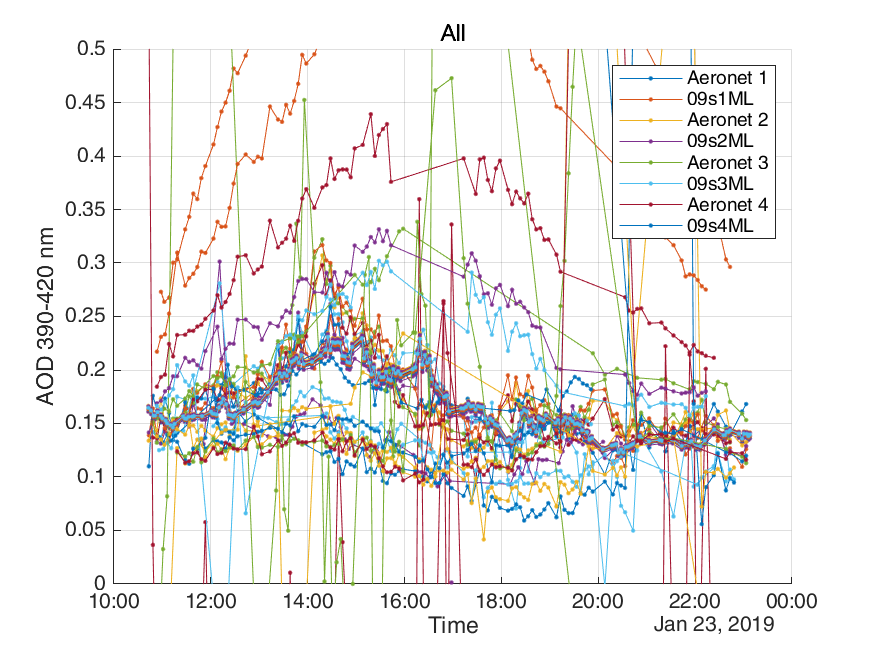 All
0.5
0.45
0.4
0.35
0.3
0.25
0.2
0.15
0.1
0.05
0
AOD 390-420 nm
Aeronet 1
09s1ML
Aeronet 2
09s2ML
Aeronet 3
09s3ML
Aeronet 4
09s4ML
10:00 12:00 14:00 16:00 18:00 20:00 22:00 00:00
Time
Jan 23, 2019